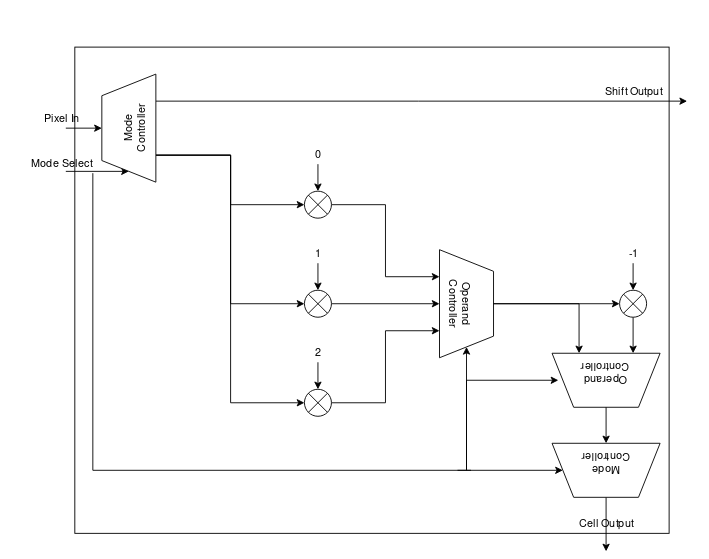 Shift Output
Pixel In
Mode
Controller
Mode Select
0
1
-1
Operand
Controller
2
Operand
Controller
Mode
Controller
Cell Output